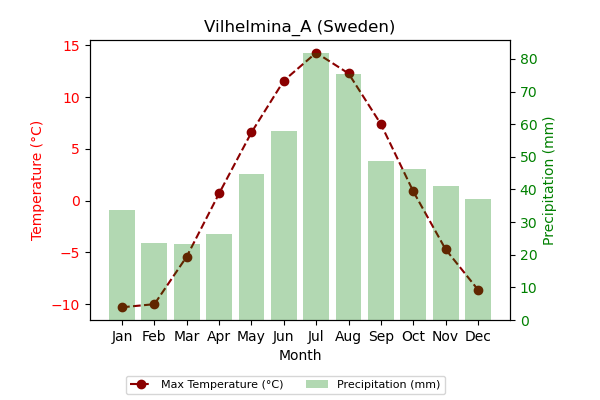 Vilhelmina_A (Sweden)
15
10
5
0
−5
−10
Temperature (°C)
80
70
60
50
40
30
20
10
0
Precipitation (mm)
Jan Feb Mar Apr May Jun Jul Aug Sep Oct Nov Dec
Month
Max Temperature (°C) Precipitation (mm)